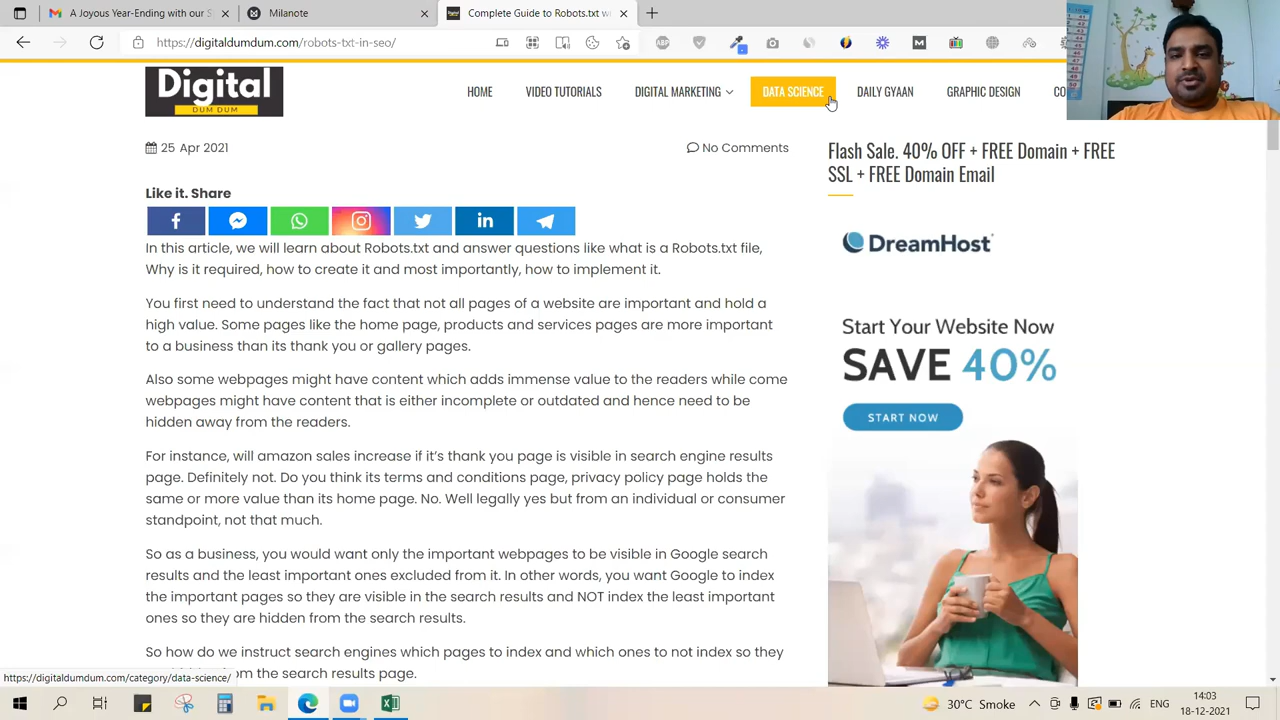 A Joyous Year-Ending with our S
Milanote
Complete Guide to Robots.txt w
https://digitaldumdum.com/robots-txt-in-seo/
Digital
DUM DUM
HOME
VIDEO TUTORIALS
DIGITAL MARKETING
DATA SCIENCE
DAILY GYAAN
GRAPHIC DESIGN
CO
25 Apr 2021
No Comments
Like it. Share
In this article, we will learn about Robots.txt and answer questions like what is a Robots.txt file,
Why is it required, how to create it and most importantly, how to implement it.
You first need to understand the fact that not all pages of a website are important and hold a
high value. Some pages like the home page, products and services pages are more important
to a business than its thank you or gallery pages.
Also some webpages might have content which adds immense value to the readers while come
webpages might have content that is either incomplete or outdated and hence need to be
hidden away from the readers.
For instance, will amazon sales increase if it's thank you page is visible in search engine results
page. Definitely not. Do you think its terms and conditions page, privacy policy page holds the
same or more value than its home page. No. Well legally yes but from an individual or consumer
standpoint, not that much.
So as a business, you would want only the important webpages to be visible in Google search
results and the least important ones excluded from it. In other words, you want Google to index
the important pages so they are visible in the search results and NOT index the least important
ones so they are hidden from the search results.
So how do we instruct search engines which pages to index and which ones to not index so they
om the search results page.
Flash Sale. 40% OFF + FREE Domain + FREE
SSL + FREE Domain Email
DreamHost
Start Your Website Now
SAVE 40%
START NOW
https://digitaldumdum.com/category/data-science/
30°C Smoke
ENG
14:03
18-12-2021